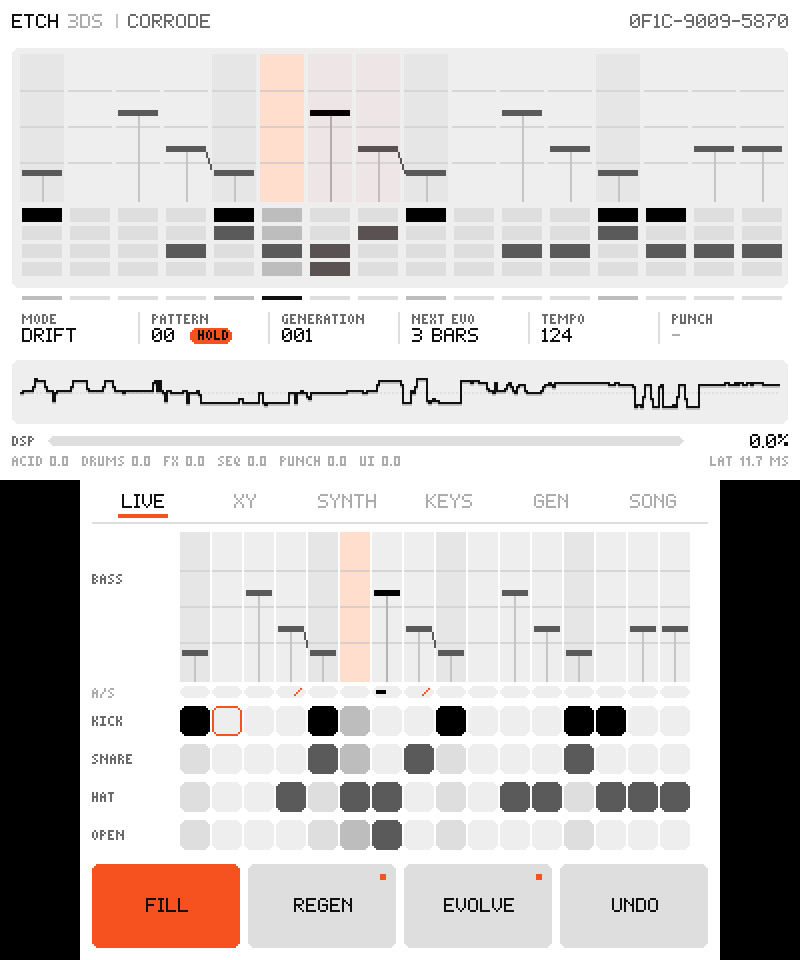 ETCH 3DS | CORRODE 0F1C-9009-5870
MODE PATTERN GENERATION NEXT EVO TEMPO PUNCH
DRIFT 00 HOLD 001 3 BARS 124 -
DSP 0.0%
ACID 0.0 DRUMS 0.0 FX 0.0 SEQ 0.0 PUNCH 0.0 UI 0.0 LAT 11.7 MS
LIVE XY SYNTH KEYS GEN SONG
BASS
A/S
KICK
SNARE
HAT
OPEN
FILL REGEN EVOLVE UNDO